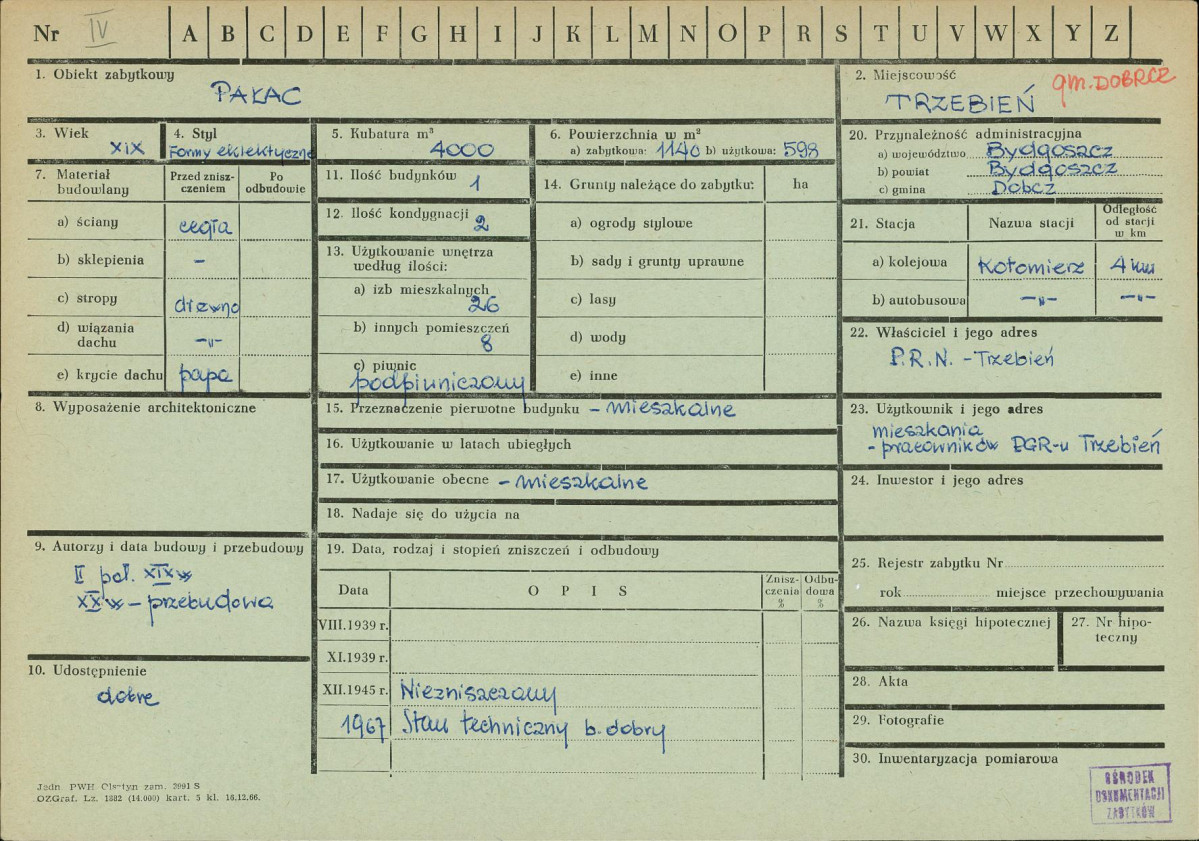 Nr IV A B C D E F G H I J K L M N O P R S T U V W X Y Z
1. Obiekt zabytkowy
PAŁAC
2. Miejscowość
TRZEBIEŃ gm. DOBRCZ
3. Wiek
XIX
4. Styl
Formy eklektyczne
5. Kubatura m³
4000
6. Powierzchnia w m²
a) zabytkowa: 1140 b) użytkowa: 598
7. Materiał budowlany
Przed zniszczeniem
Po odbudowie
a) ściany cegła
b) sklepienia –
c) stropy drewno
d) wiązania dachu –„–
e) krycie dachu papa
8. Wyposażenie architektoniczne
9. Autorzy i data budowy i przebudowy
II poł. XIX w
XX w – przebudowa
10. Udostępnienie
dobre
11. Ilość budynków 1
12. Ilość kondygnacji 2
13. Użytkowanie wnętrza
według ilości:
a) izb mieszkalnych 26
b) innych pomieszczeń 8
c) piwnic
podpiwniczony
14. Grunty należące do zabytku: ha
a) ogrody stylowe
b) sady i grunty uprawne
c) lasy
d) wody
e) inne
15. Przeznaczenie pierwotne budynku – mieszkalne
16. Użytkowanie w latach ubiegłych
17. Użytkowanie obecne – mieszkalne
18. Nadaje się do użycia na
19. Data, rodzaj i stopień zniszczeń i odbudowy
Data
OPIS
Zniszczenia %
Odbudowa %
VIII.1939 r.
XI.1939 r.
XII.1945 r. Niezniszczony
1967 Stan techniczny b. dobry
20. Przynależność administracyjna
a) województwo Bydgoszcz
b) powiat Bydgoszcz
c) gmina Dobcz
21. Stacja
Nazwa stacji
Odległość od stacji w km
a) kolejowa Kotomierz 4 km
b) autobusowa –„– –„–
22. Właściciel i jego adres
P.R.N. – Trzebień
23. Użytkownik i jego adres
mieszkania
– pracowników PGR-u Trzebień
24. Inwestor i jego adres
25. Rejestr zabytku Nr
rok miejsce przechowywania
26. Nazwa księgi hipotecznej
27. Nr hipoteczny
28. Akta
29. Fotografie
30. Inwentaryzacja pomiarowa
OŚRODEK
DOKUMENTACJI
ZABYTKÓW
Jedn PWH Olsztyn zam. 3991 S
OZGraf. Lz. 1882 (14.000) kart. 5 kl. 16.12.66.